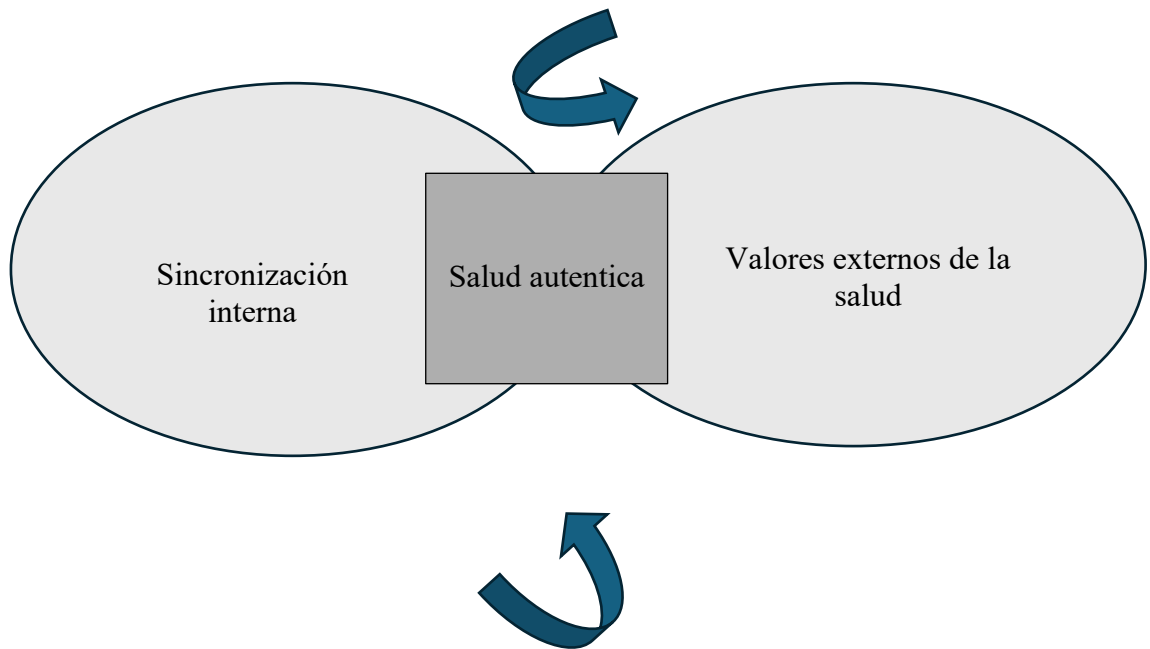 Sincronización
interna
Salud autentica
Valores externos de la
salud